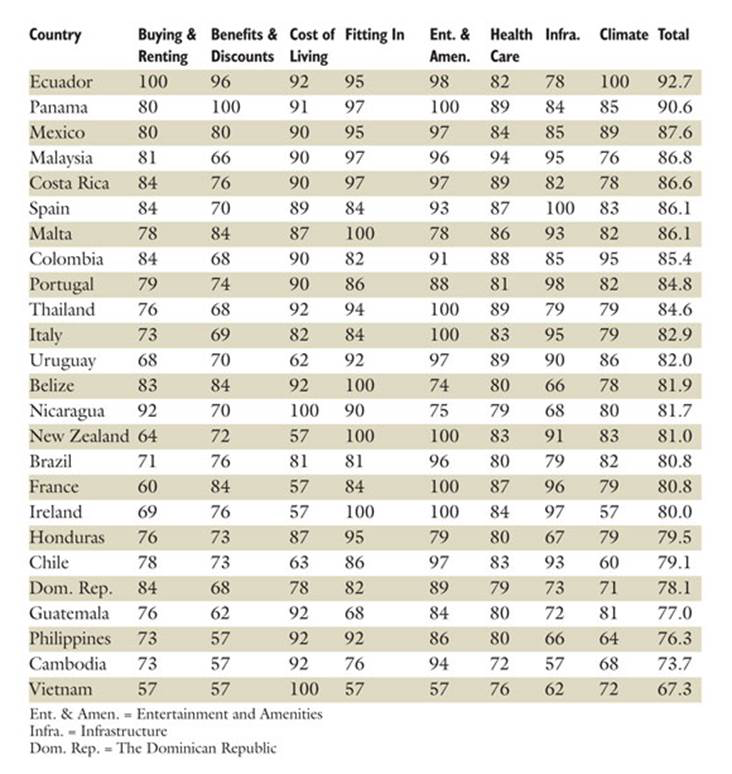 Country Buying & Benefits & Cost of Fitting In Ent. & Health Infra. Climate Total
Renting Discounts Living Amen. Care
Ecuador 100 96 92 95 98 82 78 100 92.7
Panama 80 100 91 97 100 89 84 85 90.6
Mexico 80 80 90 95 97 84 85 89 87.6
Malaysia 81 66 90 97 96 94 95 76 86.8
Costa Rica 84 76 90 97 97 89 82 78 86.6
Spain 84 70 89 84 93 87 100 83 86.1
Malta 78 84 87 100 78 86 93 82 86.1
Colombia 84 68 90 82 91 88 85 95 85.4
Portugal 79 74 90 86 88 81 98 82 84.8
Thailand 76 68 92 94 100 89 79 79 84.6
Italy 73 69 82 84 100 83 95 79 82.9
Uruguay 68 70 62 92 97 89 90 86 82.0
Belize 83 84 92 100 74 80 66 78 81.9
Nicaragua 92 70 100 90 75 79 68 80 81.7
New Zealand 64 72 57 100 100 83 91 83 81.0
Brazil 71 76 81 81 96 80 79 82 80.8
France 60 84 57 84 100 87 96 79 80.8
Ireland 69 76 57 100 100 84 97 57 80.0
Honduras 76 73 87 95 79 80 67 79 79.5
Chile 78 73 63 86 97 83 93 60 79.1
Dom. Rep. 84 68 78 82 89 79 73 71 78.1
Guatemala 76 62 92 68 84 80 72 81 77.0
Philippines 73 57 92 92 86 80 66 64 76.3
Cambodia 73 57 92 76 94 72 57 68 73.7
Vietnam 57 57 100 57 57 76 62 72 67.3
Ent. & Amen. = Entertainment and Amenities
Infra. = Infrastructure
Dom. Rep. = The Dominican Republic